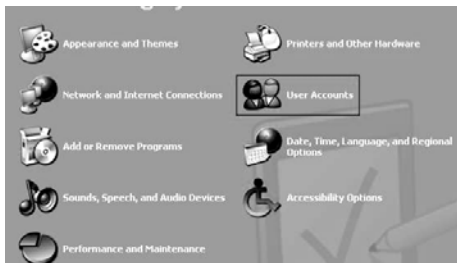 Appearance and Themes
Printers and Other Hardware
Network and Internet Connections
User Accounts
Add or Remove Programs
Date, Time, Language, and Regional
Options
Sounds, Speech, and Audio Devices
Accessibility Options
Performance and Maintenance